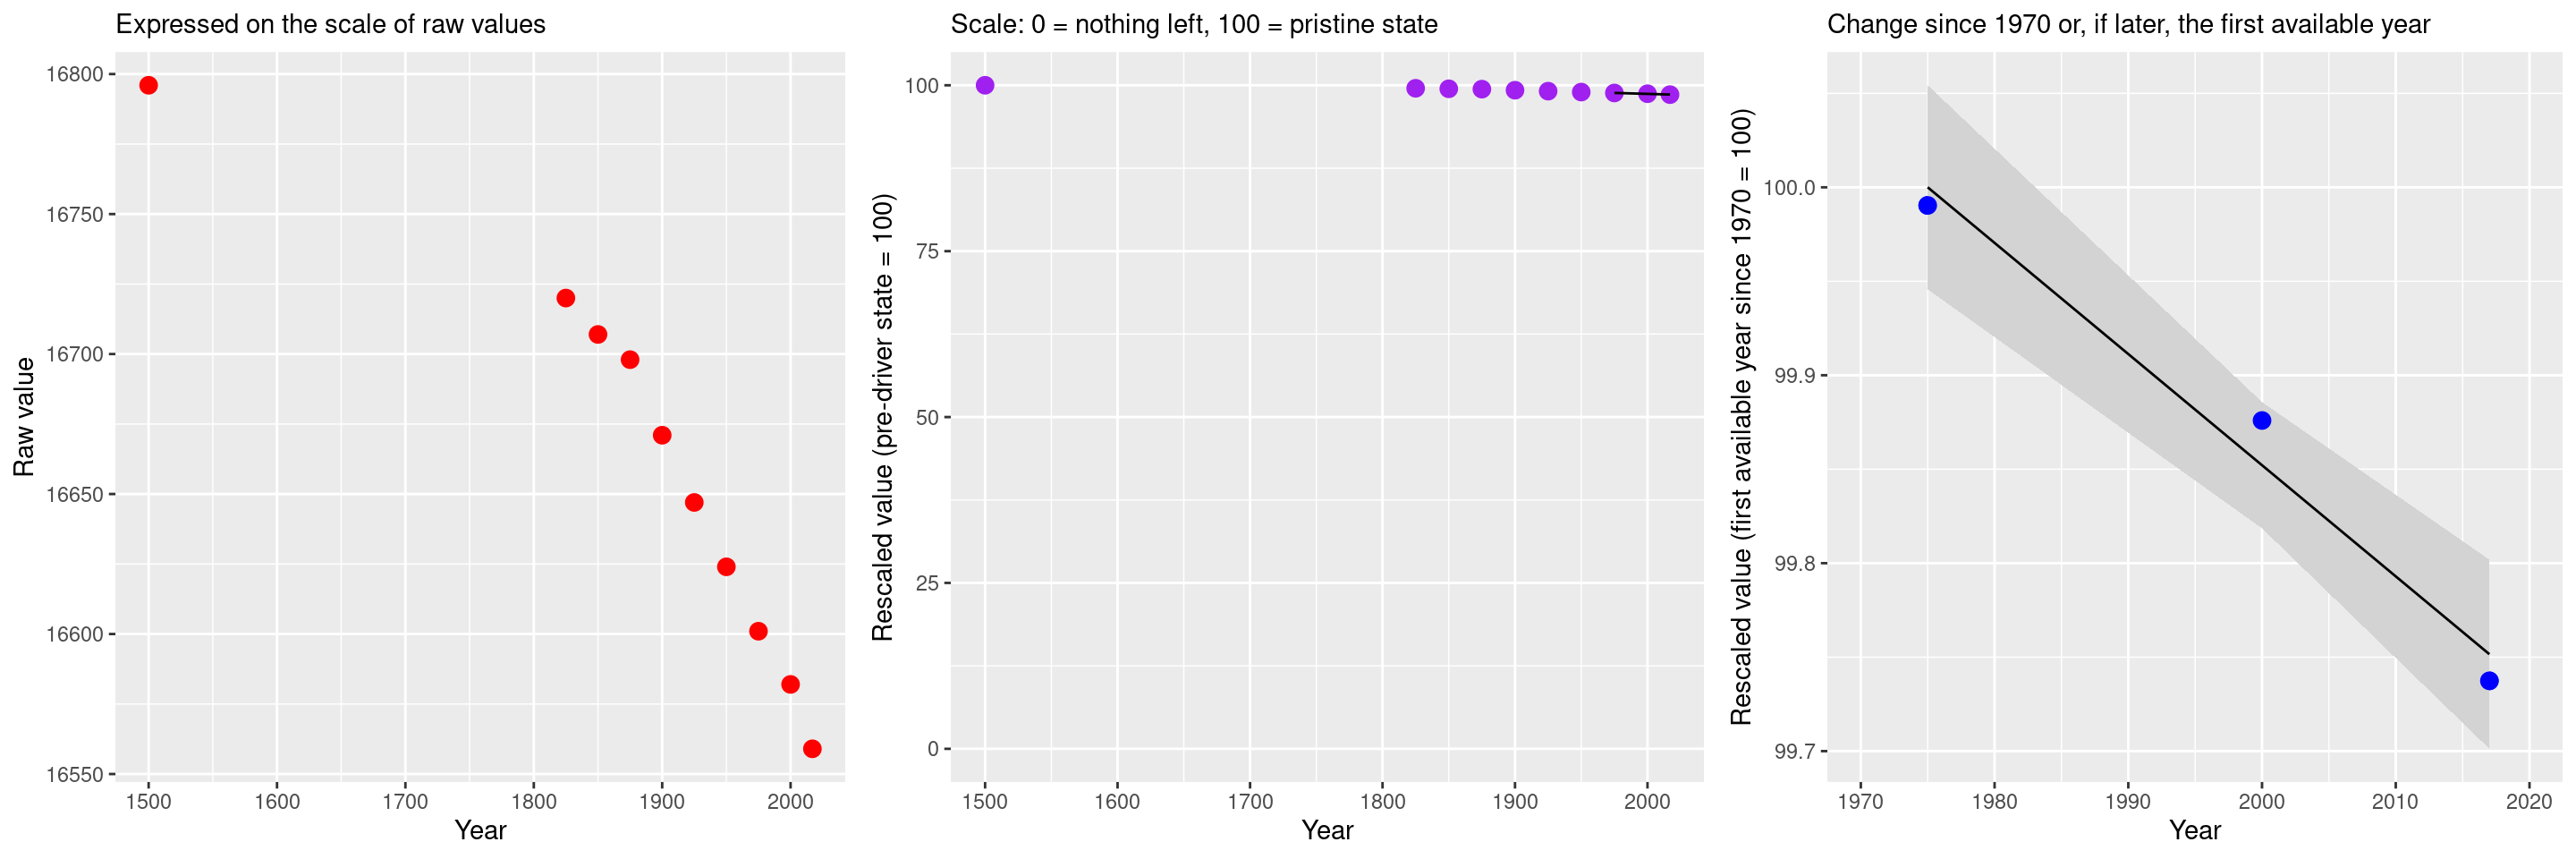 Expressed on the scale of raw values
Raw value
16800
16750
16700
16650
16600
16550
1500 1600 1700 1800 1900 2000
Year
Scale: 0 = nothing left, 100 = pristine state
Rescaled value (pre-driver state = 100)
100
75
50
25
0
1500 1600 1700 1800 1900 2000
Year
Change since 1970 or, if later, the first available year
Rescaled value (first available year since 1970 = 100)
100.0
99.9
99.8
99.7
1970 1980 1990 2000 2010 2020
Year